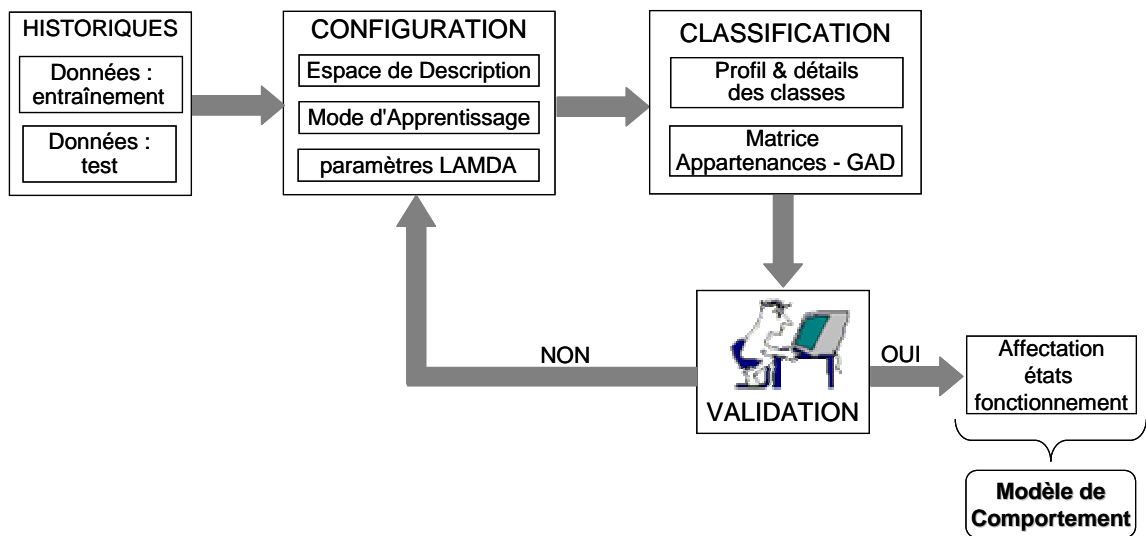 HISTORIQUES
Données :
entraînement
Données :
test
CONFIGURATION
Espace de Description
Mode d'Apprentissage
paramètres LAMDA
CLASSIFICATION
Profil & détails
des classes
Matrice
Appartenances - GAD
NON
VALIDATION
OUI
Affectation
états
fonctionnement
Modèle de
Comportement